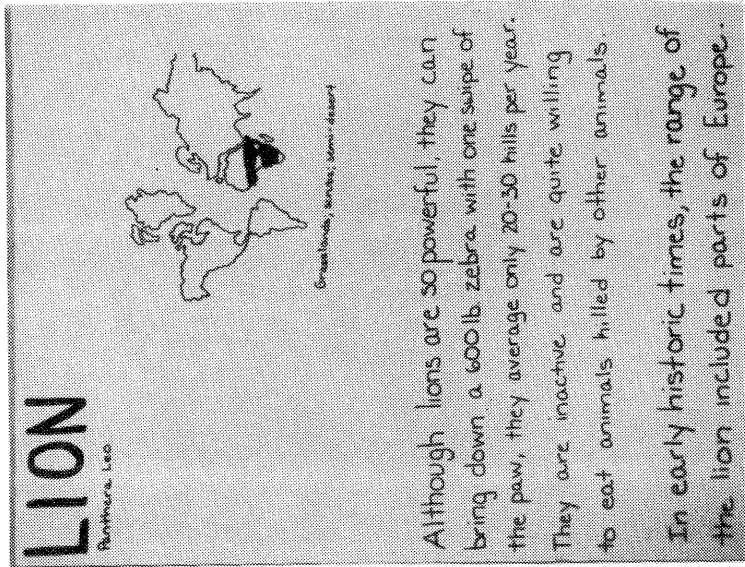 LION
Panthera Leo
Grasslands, scrub, semi-desert
Although lions are so powerful, they can
bring down a 600 lb. zebra with one swipe of
the paw, they average only 20-30 kills per year.
They are inactive and are quite willing
to eat animals killed by other animals.
In early historic times, the range of
the lion included parts of Europe.